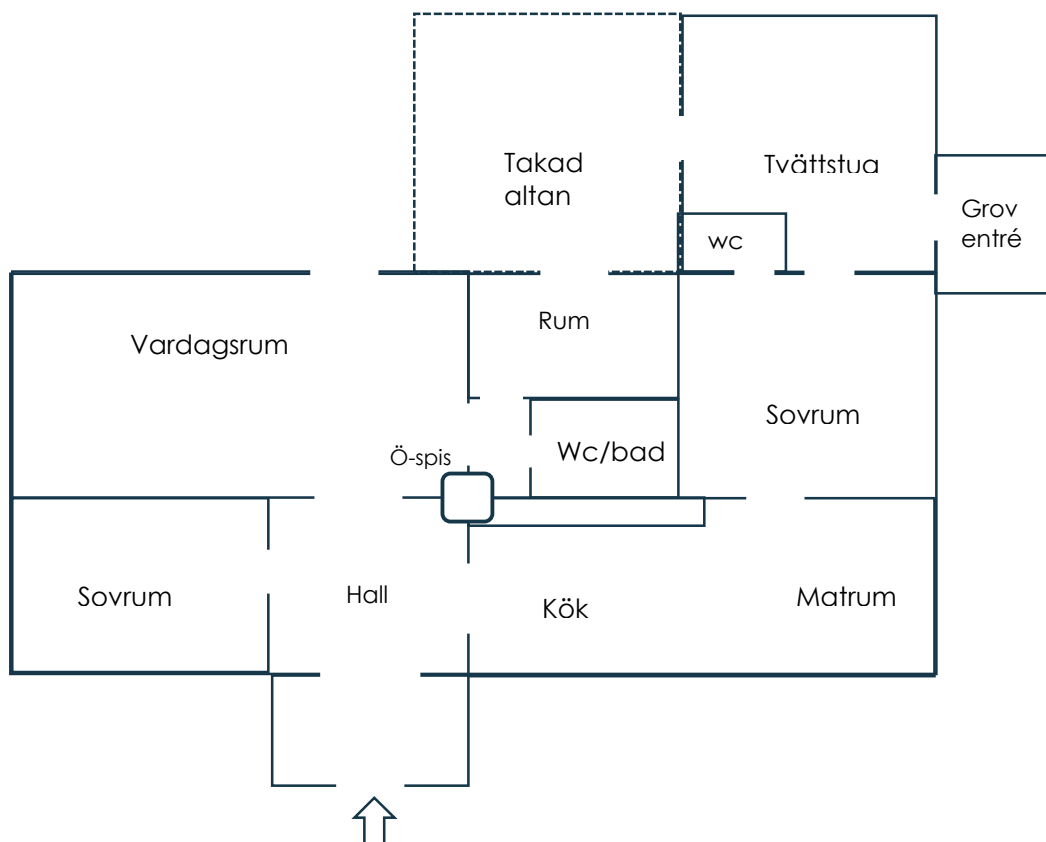 Takad
altan
Tvättstua
Grov
entré
wc
Rum
Vardagsrum
Sovrum
Ö-spis
Wc/bad
Sovrum
Hall
Kök
Matrum